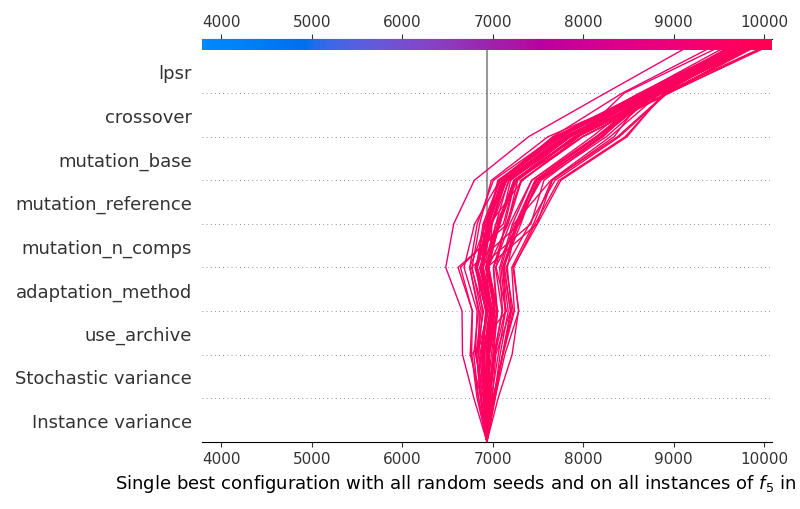 4000 5000 6000 7000 8000 9000 10000
lpsr
crossover
mutation_base
mutation_reference
mutation_n_comps
adaptation_method
use_archive
Stochastic variance
Instance variance
4000 5000 6000 7000 8000 9000 10000
Single best configuration with all random seeds and on all instances of f₅ in